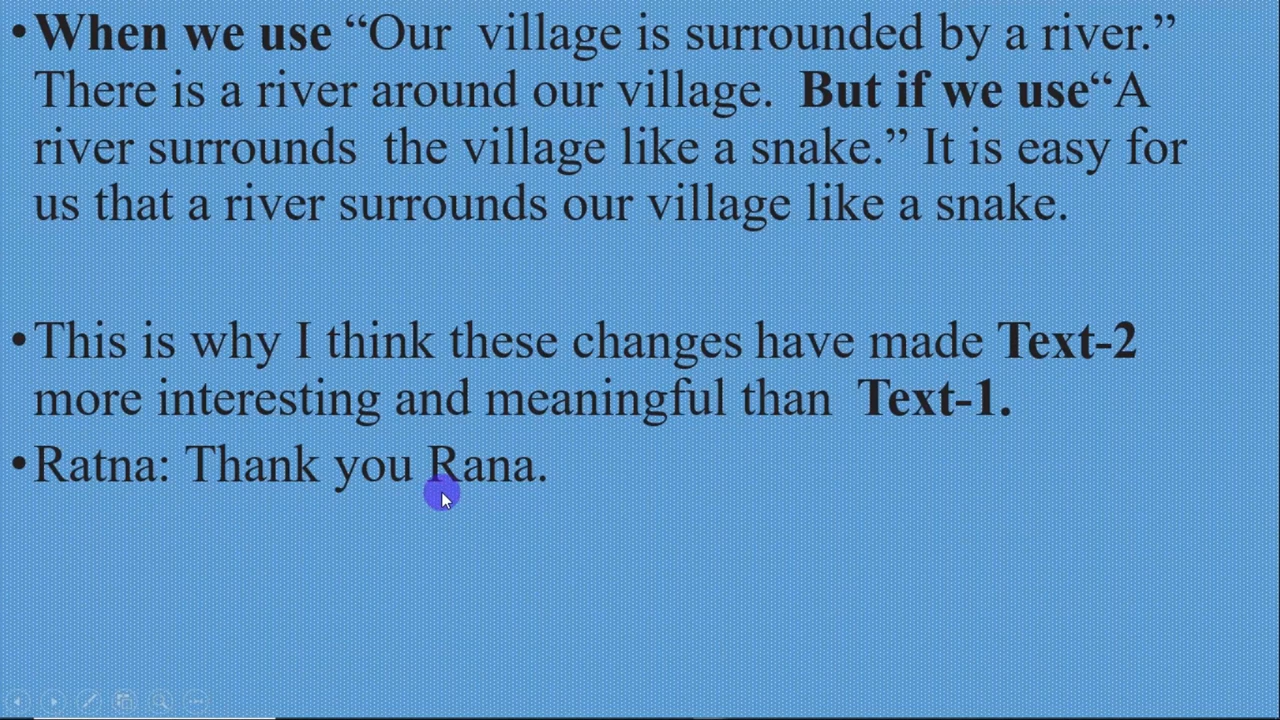 • When we use “Our village is surrounded by a river.”
There is a river around our village. But if we use“A
river surrounds the village like a snake.” It is easy for
us that a river surrounds our village like a snake.
• This is why I think these changes have made Text-2
more interesting and meaningful than Text-1.
• Ratna: Thank you Rana.